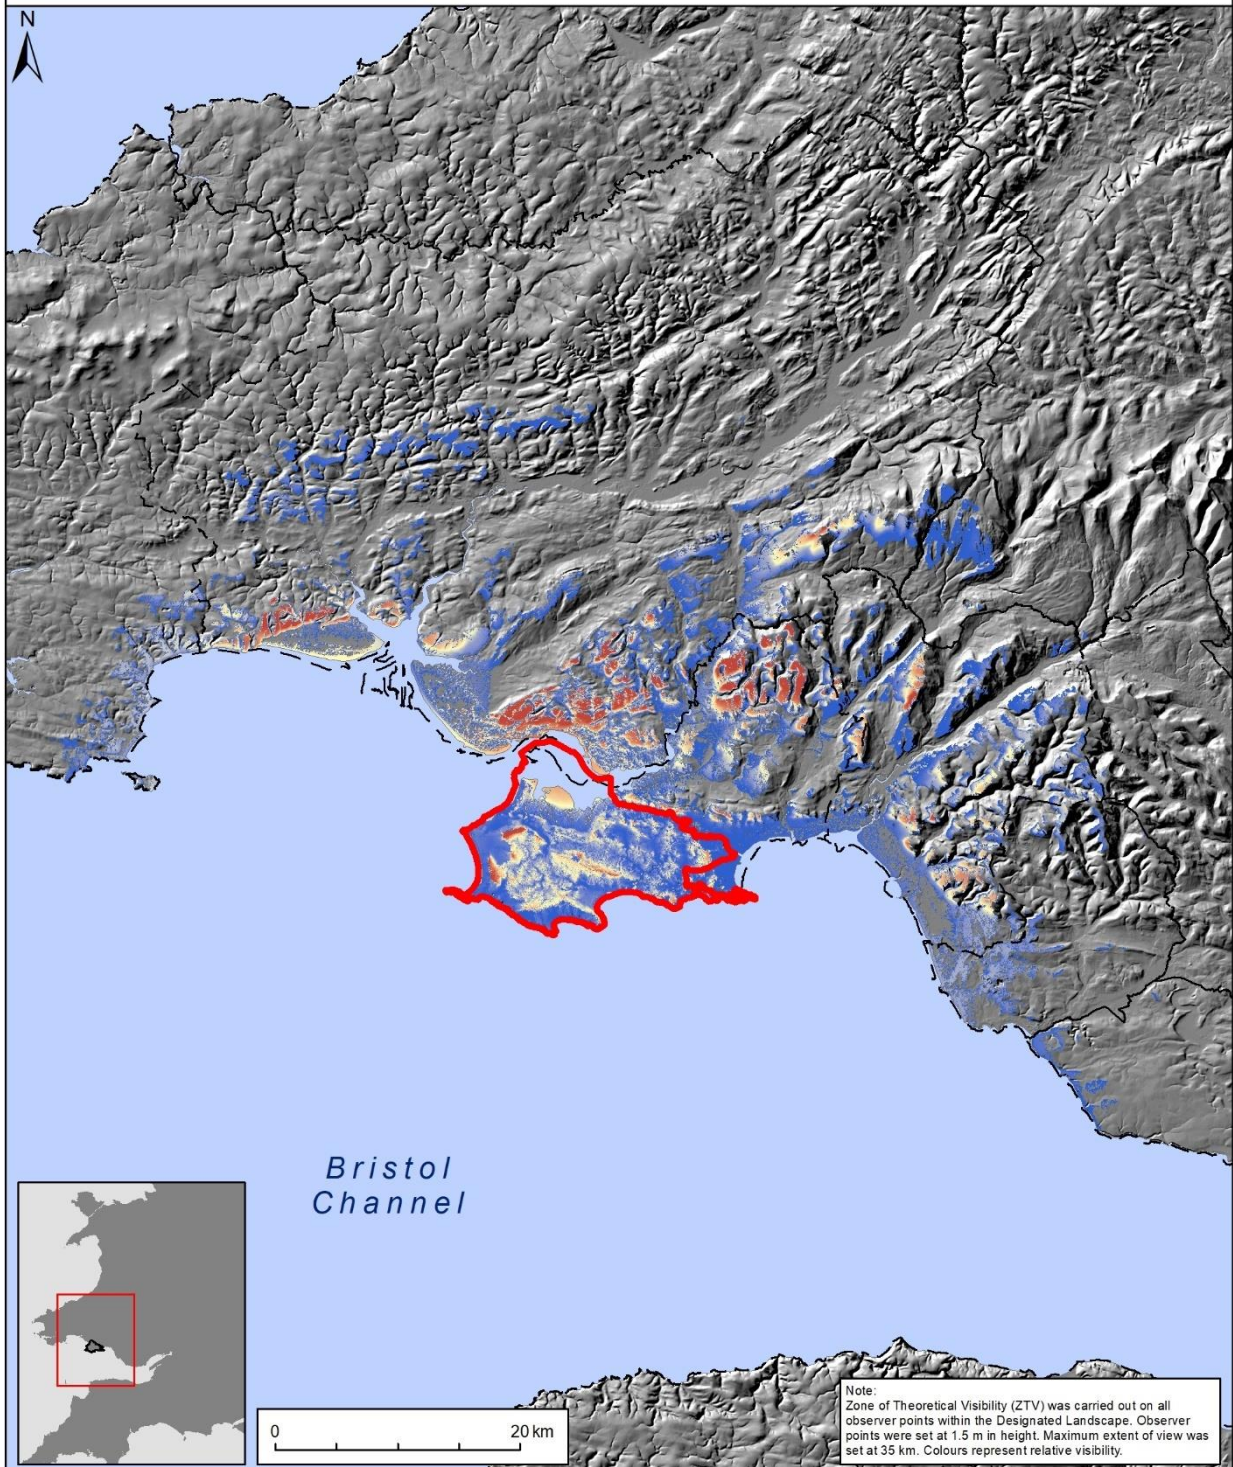 N
Bristol
Channel
0
20 km
Note:
Zone of Theoretical Visibility (ZTV) was carried out on all
observer points within the Designated Landscape. Observer
points were set at 1.5 m in height. Maximum extent of view was
set at 35 km. Colours represent relative visibility.